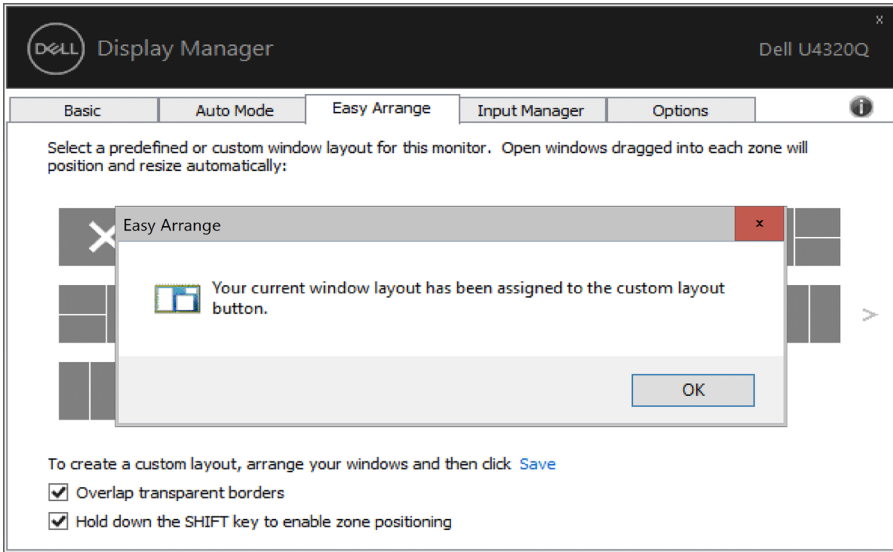 x
DELL Display Manager Dell U4320Q
Basic Auto Mode Easy Arrange Input Manager Options i
Select a predefined or custom window layout for this monitor. Open windows dragged into each zone will
position and resize automatically:
Easy Arrange x
Your current window layout has been assigned to the custom layout
button.
>
OK
To create a custom layout, arrange your windows and then click Save
Overlap transparent borders
Hold down the SHIFT key to enable zone positioning